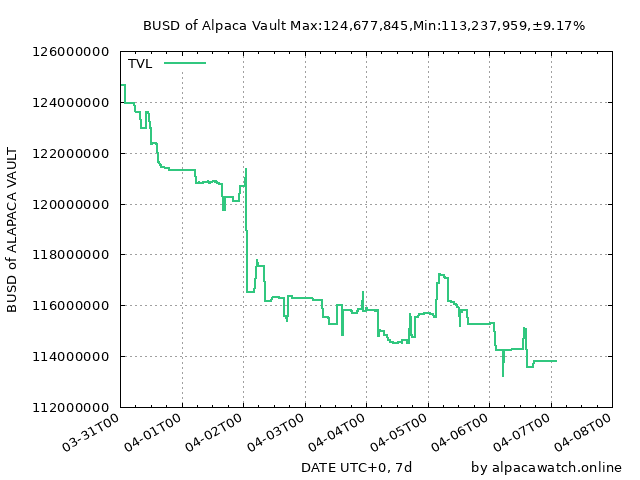 BUSD of Alpaca Vault Max:124,677,845,Min:113,237,959,±9.17%
TVL
126000000
124000000
122000000
120000000
118000000
116000000
114000000
112000000
BUSD of ALAPACA VAULT
03-31T00
04-01T00
04-02T00
04-03T00
04-04T00
04-05T00
04-06T00
04-07T00
04-08T00
DATE UTC+0, 7d
by alpacawatch.online